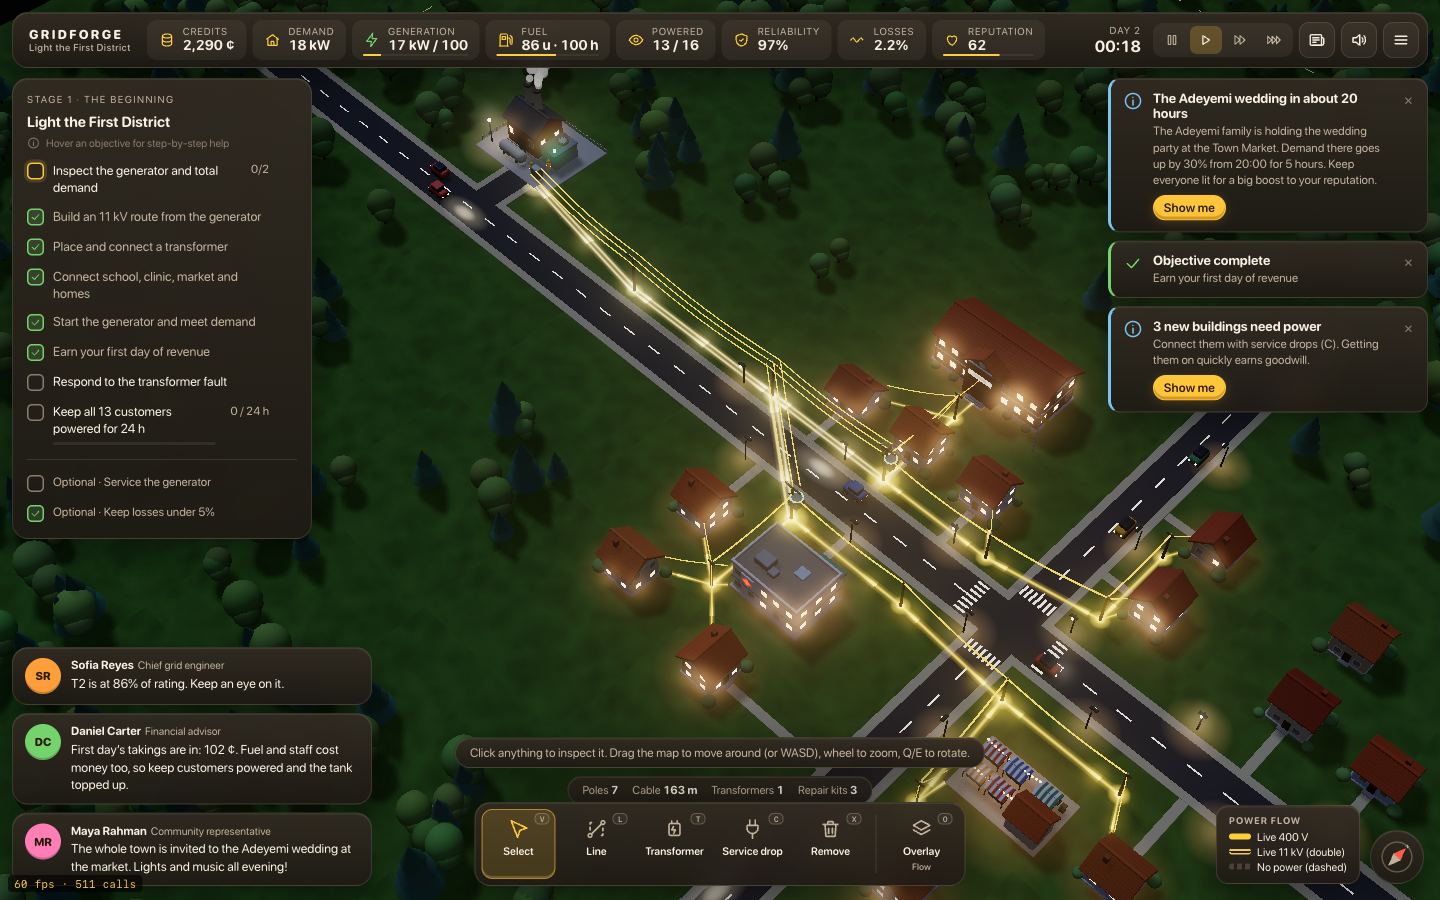 GRIDFORGE
Light the First District
CREDITS
2,290 ¢
DEMAND
18 kW
GENERATION
17 kW / 100
FUEL
86 u · 100 h
POWERED
13 / 16
RELIABILITY
97%
LOSSES
2.2%
REPUTATION
62
DAY 2
00:18
STAGE 1 · THE BEGINNING
Light the First District
Hover an objective for step-by-step help
Inspect the generator and total 0/2
demand
Build an 11 kV route from the generator
Place and connect a transformer
Connect school, clinic, market and
homes
Start the generator and meet demand
Earn your first day of revenue
Respond to the transformer fault
Keep all 13 customers 0 / 24 h
powered for 24 h
Optional · Service the generator
Optional · Keep losses under 5%
The Adeyemi wedding in about 20
hours
The Adeyemi family is holding the wedding
party at the Town Market. Demand there goes
up by 30% from 20:00 for 5 hours. Keep
everyone lit for a big boost to your reputation.
Show me
Objective complete
Earn your first day of revenue
3 new buildings need power
Connect them with service drops (C). Getting
them on quickly earns goodwill.
Show me
SR
Sofia Reyes Chief grid engineer
T2 is at 86% of rating. Keep an eye on it.
DC
Daniel Carter Financial advisor
First day's takings are in: 102 ¢. Fuel and staff cost
money too, so keep customers powered and the tank
topped up.
MR
Maya Rahman Community representative
The whole town is invited to the Adeyemi wedding at
the market. Lights and music all evening!
60 fps · 511 calls
Click anything to inspect it. Drag the map to move around (or WASD), wheel to zoom, Q/E to rotate.
Poles 7 Cable 163 m Transformers 1 Repair kits 3
V
Select
L
Line
T
Transformer
C
Service drop
X
Remove
O
Overlay
Flow
POWER FLOW
Live 400 V
Live 11 kV (double)
No power (dashed)